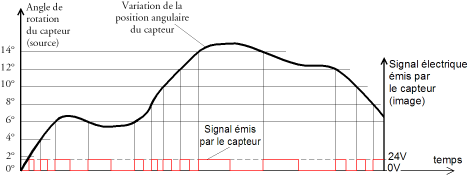 Angle de
rotation
du capteur
(source)
Variation de la
position angulaire
du capteur
14°
12°
10°
8°
6°
4°
2°
0°
Signal électrique
émis par
le capteur
(image)
Signal émis
par le capteur
24V
0V
temps